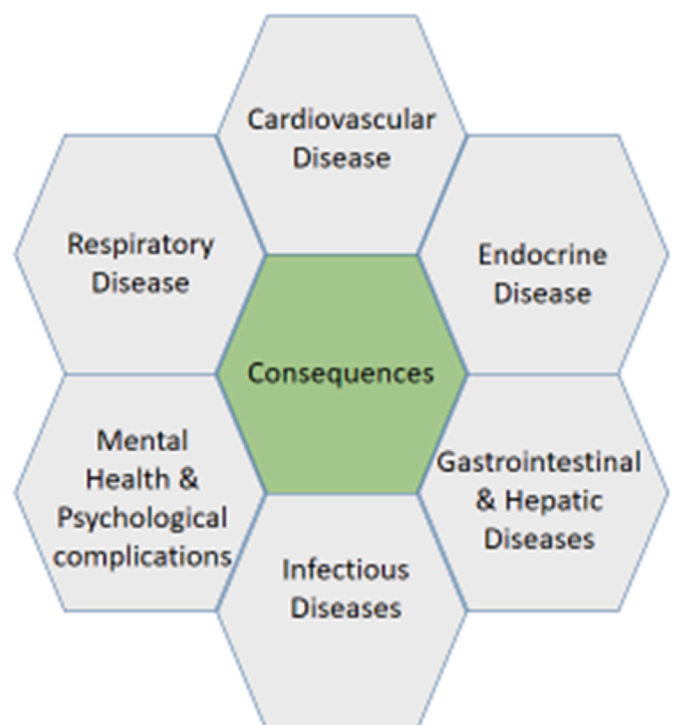 Cardiovascular
Disease
Respiratory
Disease
Endocrine
Disease
Consequences
Mental
Health &
Psychological
complications
Gastrointestinal
& Hepatic
Diseases
Infectious
Diseases